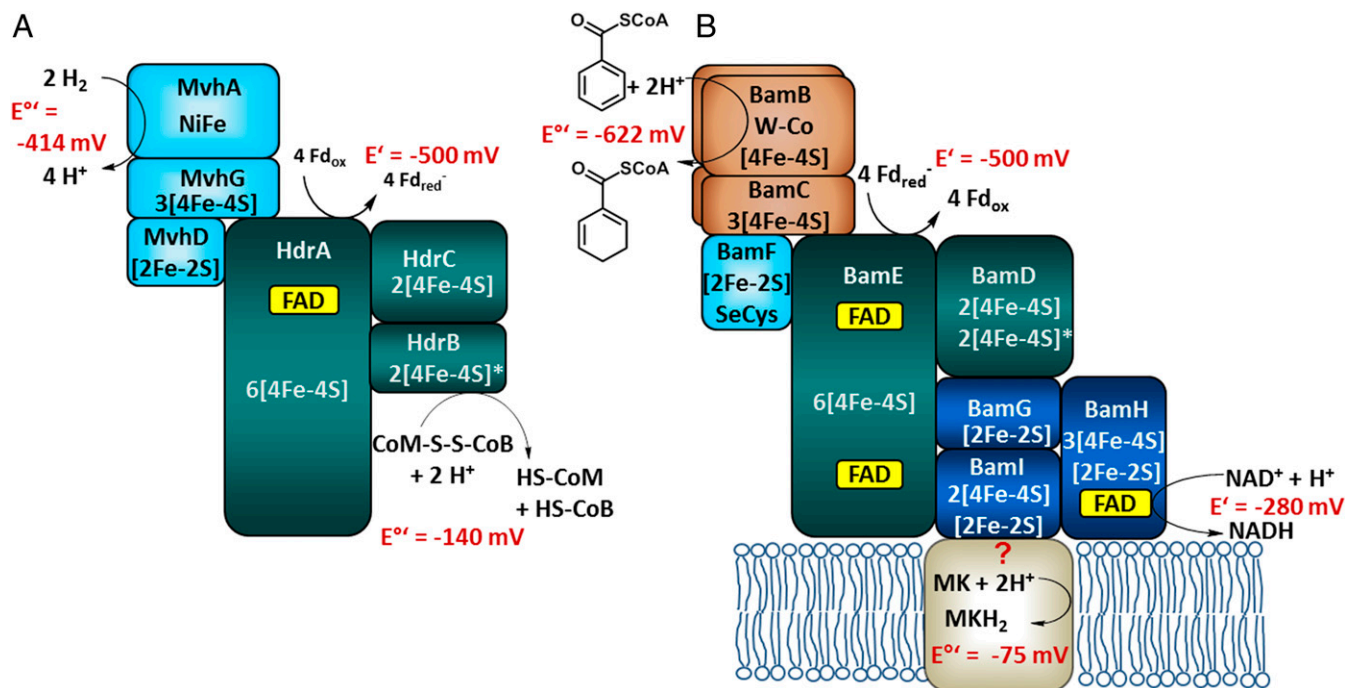 A
2 H₂
E°‘ =
-414 mV
4 H⁺
MvhA
NiFe
MvhG
3[4Fe-4S]
MvhD
[2Fe-2S]
4 Fdₒₓ
E‘ = -500 mV
4 Fd_red⁻
HdrA
FAD
6[4Fe-4S]
HdrC
2[4Fe-4S]
HdrB
2[4Fe-4S]*
CoM-S-S-CoB
+ 2 H⁺
HS-CoM
+ HS-CoB
E°‘ = -140 mV
B
O
SCoA
+ 2H⁺
E°‘ = -622 mV
O
SCoA
BamB
W-Co
[4Fe-4S]
BamC
3[4Fe-4S]
BamF
[2Fe-2S]
SeCys
4 Fd_red⁻
E‘ = -500 mV
4 Fdₒₓ
BamE
FAD
6[4Fe-4S]
FAD
BamD
2[4Fe-4S]
2[4Fe-4S]*
BamG
[2Fe-2S]
BamI
2[4Fe-4S]
[2Fe-2S]
BamH
3[4Fe-4S]
[2Fe-2S]
FAD
NAD⁺ + H⁺
E‘ = -280 mV
NADH
?
MK + 2H⁺
MKH₂
E°‘ = -75 mV